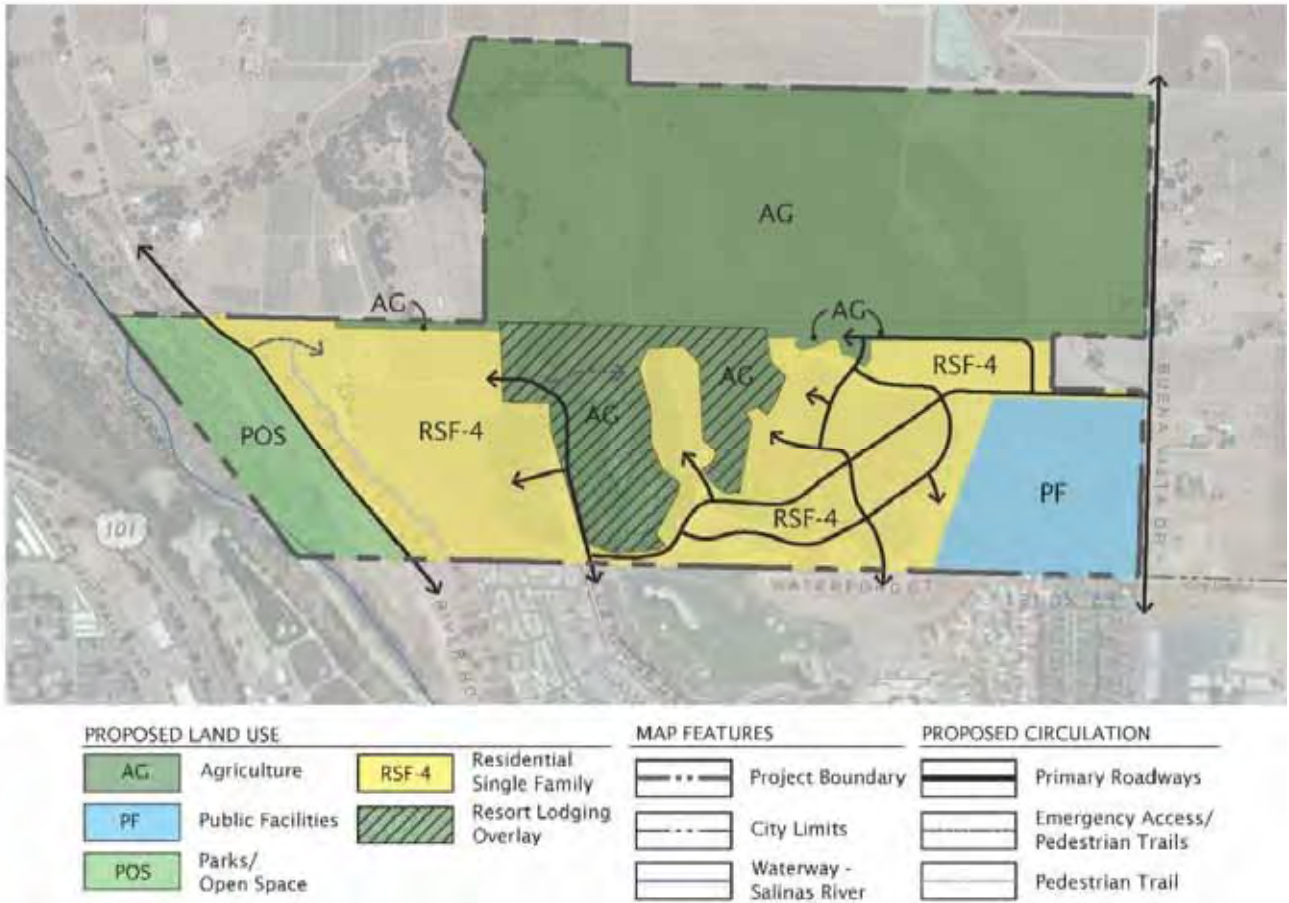 AG
AG
AG
RSF-4
AG
AG
POS
RSF-4
PF
RSF-4
BUENA VISTA DR
101
WATERFORD CT
RIVER RD
PROPOSED LAND USE
AG Agriculture
PF Public Facilities
POS Parks/
Open Space
RSF-4 Residential
Single Family
Resort Lodging
Overlay
MAP FEATURES
Project Boundary
City Limits
Waterway -
Salinas River
PROPOSED CIRCULATION
Primary Roadways
Emergency Access/
Pedestrian Trails
Pedestrian Trail